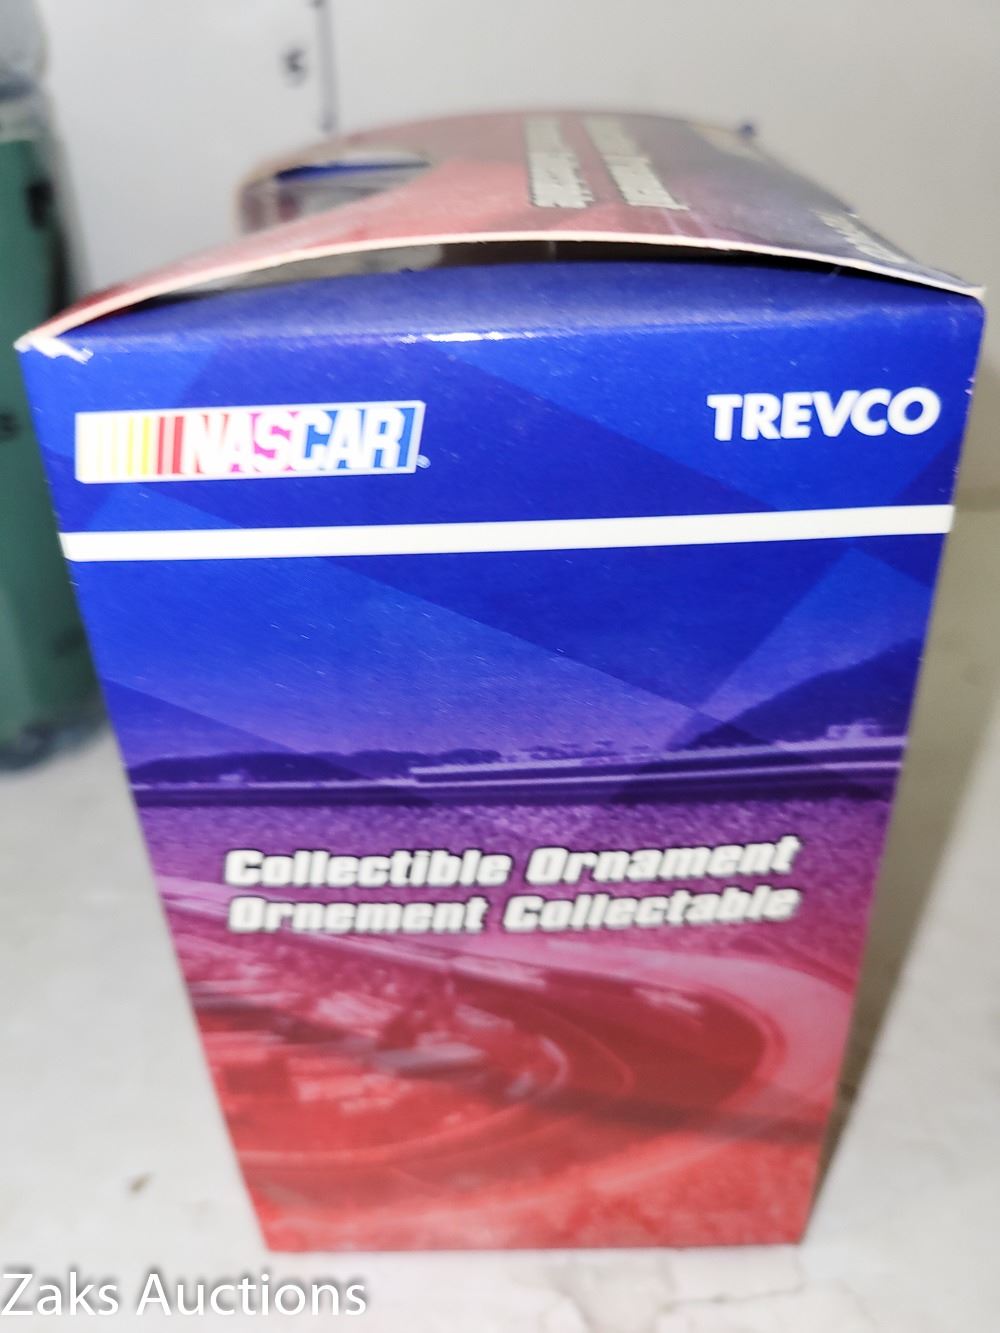 NASCAR
TREVCO
Collectible Ornament
Ornement Collectable
Zaks Auctions